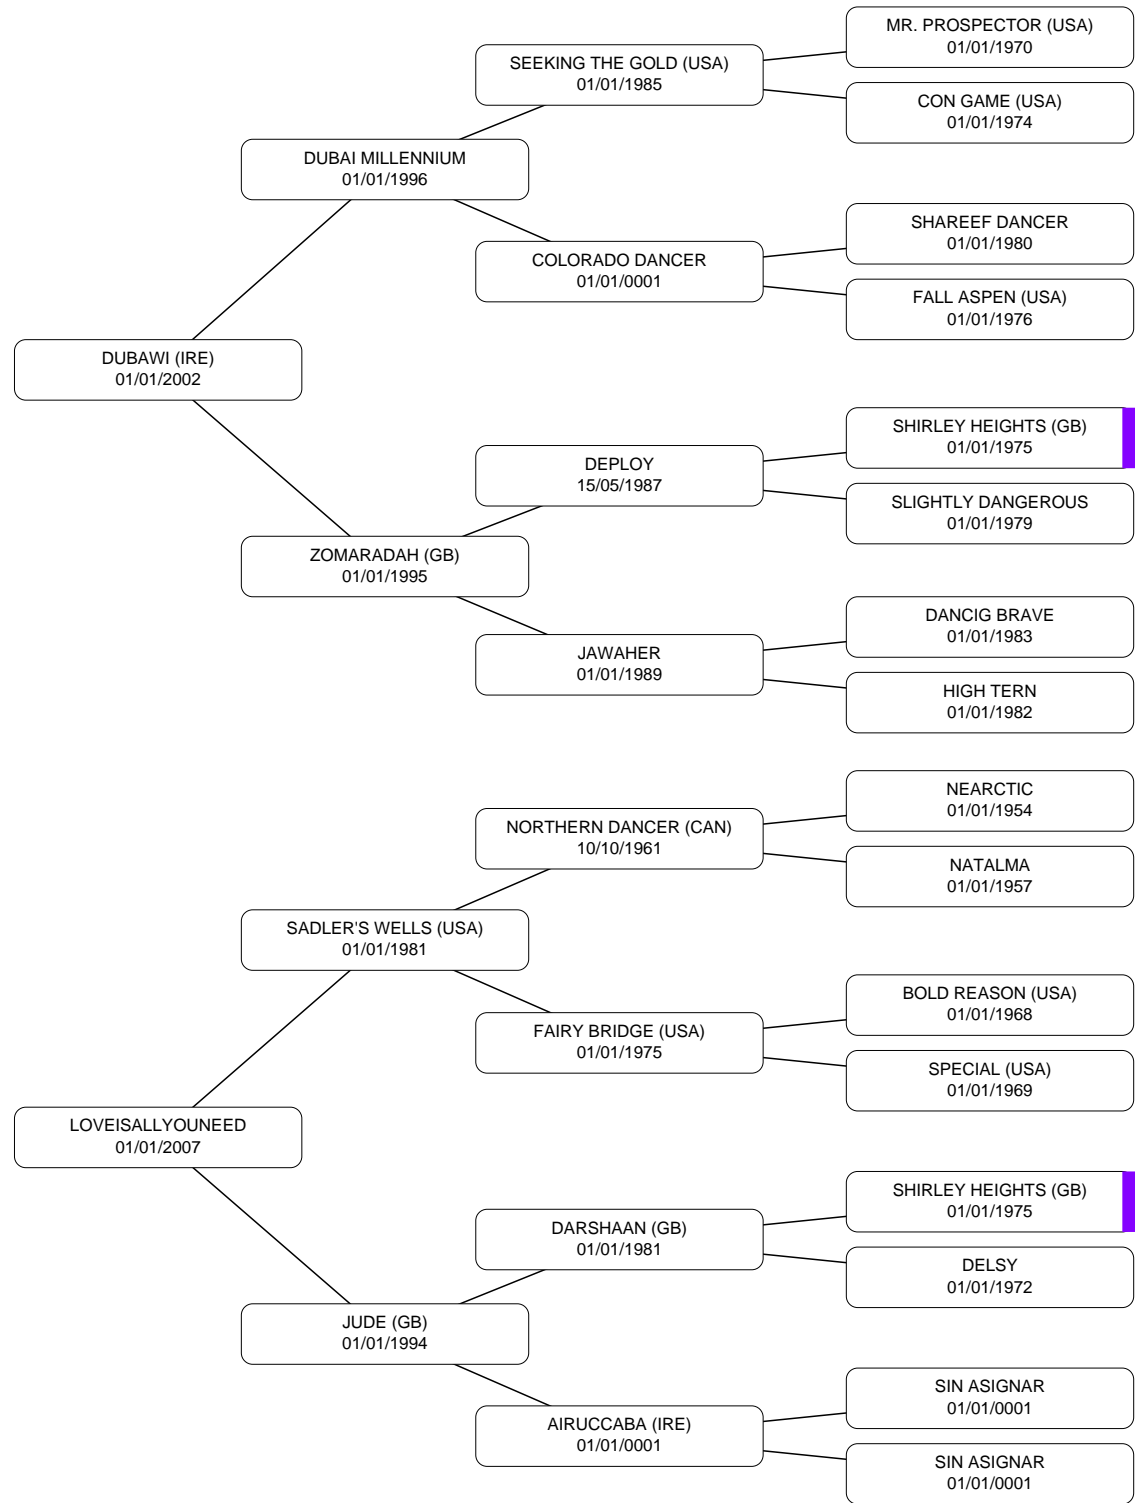 MR. PROSPECTOR (USA)
01/01/1970
SEEKING THE GOLD (USA)
01/01/1985
CON GAME (USA)
01/01/1974
DUBAI MILLENNIUM
01/01/1996
SHAREEF DANCER
01/01/1980
COLORADO DANCER
01/01/0001
FALL ASPEN (USA)
01/01/1976
DUBAWI (IRE)
01/01/2002
SHIRLEY HEIGHTS (GB)
01/01/1975
DEPLOY
15/05/1987
SLIGHTLY DANGEROUS
01/01/1979
ZOMARADAH (GB)
01/01/1995
DANCIG BRAVE
01/01/1983
JAWAHER
01/01/1989
HIGH TERN
01/01/1982
NEARCTIC
01/01/1954
NORTHERN DANCER (CAN)
10/10/1961
NATALMA
01/01/1957
SADLER'S WELLS (USA)
01/01/1981
BOLD REASON (USA)
01/01/1968
FAIRY BRIDGE (USA)
01/01/1975
SPECIAL (USA)
01/01/1969
LOVEISALLYOUNEED
01/01/2007
SHIRLEY HEIGHTS (GB)
01/01/1975
DARSHAAN (GB)
01/01/1981
DELSY
01/01/1972
JUDE (GB)
01/01/1994
SIN ASIGNAR
01/01/0001
AIRUCCABA (IRE)
01/01/0001
SIN ASIGNAR
01/01/0001